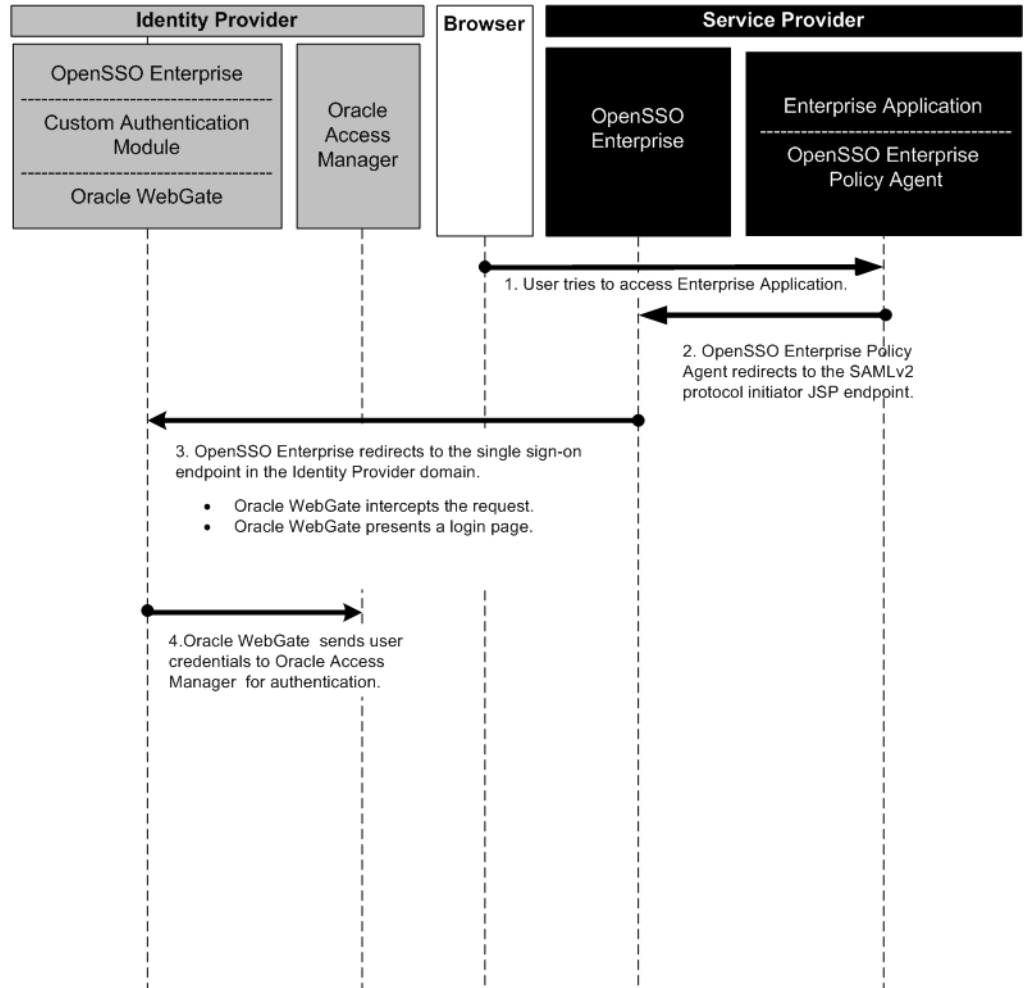 Identity Provider
Browser
Service Provider
OpenSSO Enterprise
Custom Authentication
Module
Oracle WebGate
Oracle
Access
Manager
OpenSSO
Enterprise
Enterprise Application
OpenSSO Enterprise
Policy Agent
1. User tries to access Enterprise Application.
2. OpenSSO Enterprise Policy
Agent redirects to the SAMLv2
protocol initiator JSP endpoint.
3. OpenSSO Enterprise redirects to the single sign-on
endpoint in the Identity Provider domain.
• Oracle WebGate intercepts the request.
• Oracle WebGate presents a login page.
4.Oracle WebGate sends user
credentials to Oracle Access
Manager for authentication.